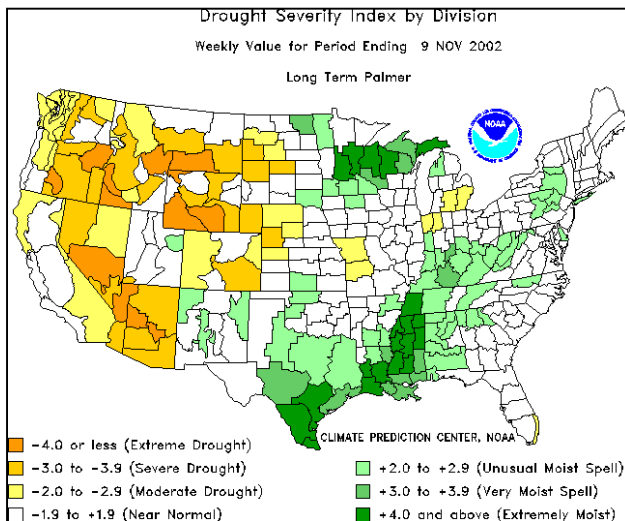 Drought Severity Index by Division
Weekly Value for Period Ending 9 NOV 2002
Long Term Palmer
NOAA
CLIMATE PREDICTION CENTER, NOAA
-4.0 or less (Extreme Drought)
-3.0 to -3.9 (Severe Drought)
-2.0 to -2.9 (Moderate Drought)
-1.9 to +1.9 (Near Normal)
+2.0 to +2.9 (Unusual Moist Spell)
+3.0 to +3.9 (Very Moist Spell)
+4.0 and above (Extremely Moist)